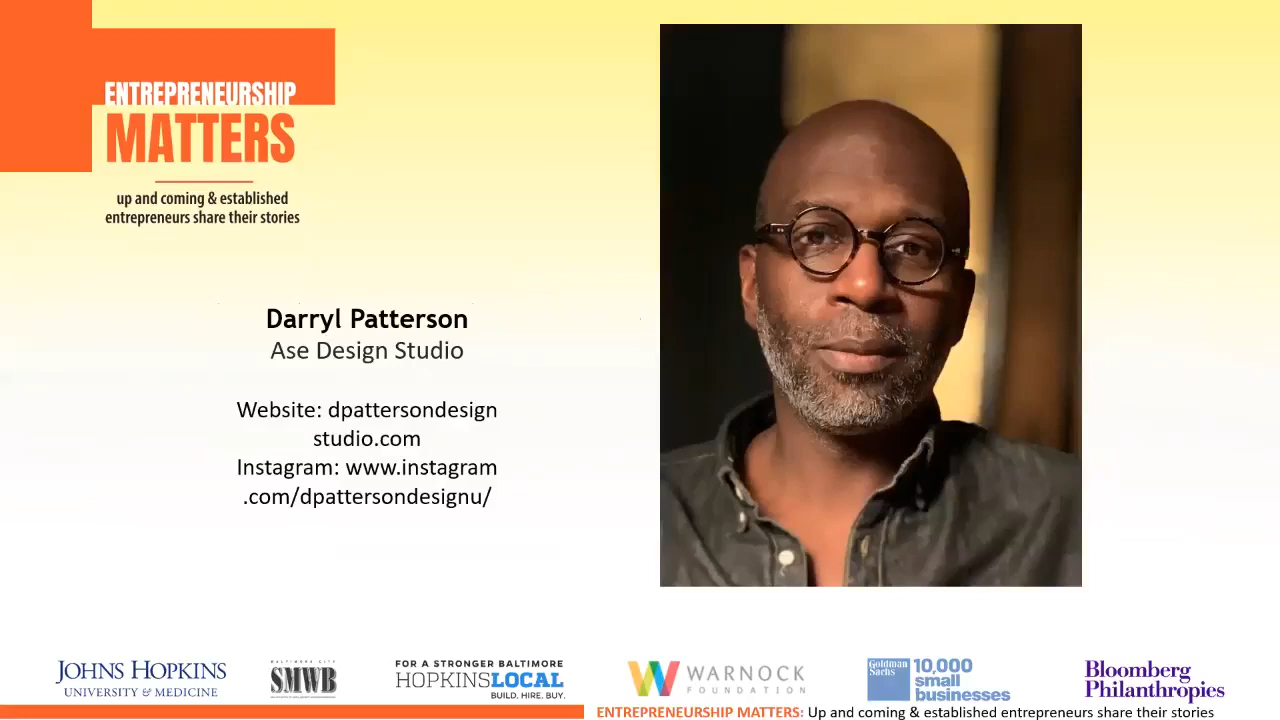 ENTREPRENEURSHIP
MATTERS
up and coming & established
entrepreneurs share their stories
Darryl Patterson
Ase Design Studio
Website: dpattersondesign
studio.com
Instagram: www.instagram
.com/dpattersondesignu/
JOHNS HOPKINS
UNIVERSITY & MEDICINE
BALTIMORE CITY
SMWB
FOR A STRONGER BALTIMORE
HOPKINSLOCAL
BUILD. HIRE. BUY.
WARNOCK
FOUNDATION
Goldman
Sachs
10,000
small
businesses
Bloomberg
Philanthropies
ENTREPRENEURSHIP MATTERS: Up and coming & established entrepreneurs share their stories